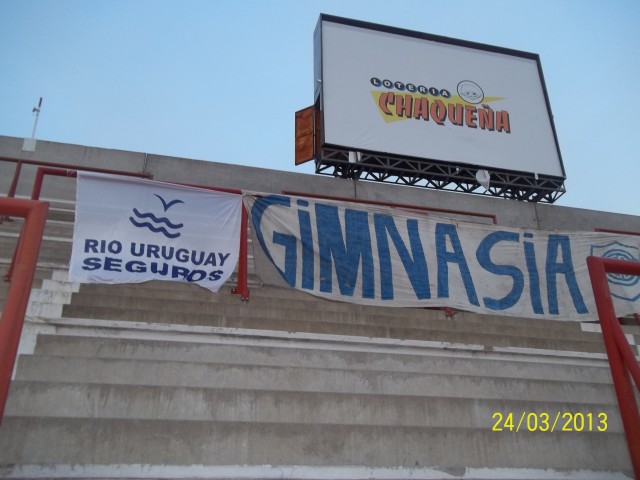 LOTERIA
CHAQUEÑA
RIO URUGUAY
SEGUROS
GIMNASIA
24/03/2013